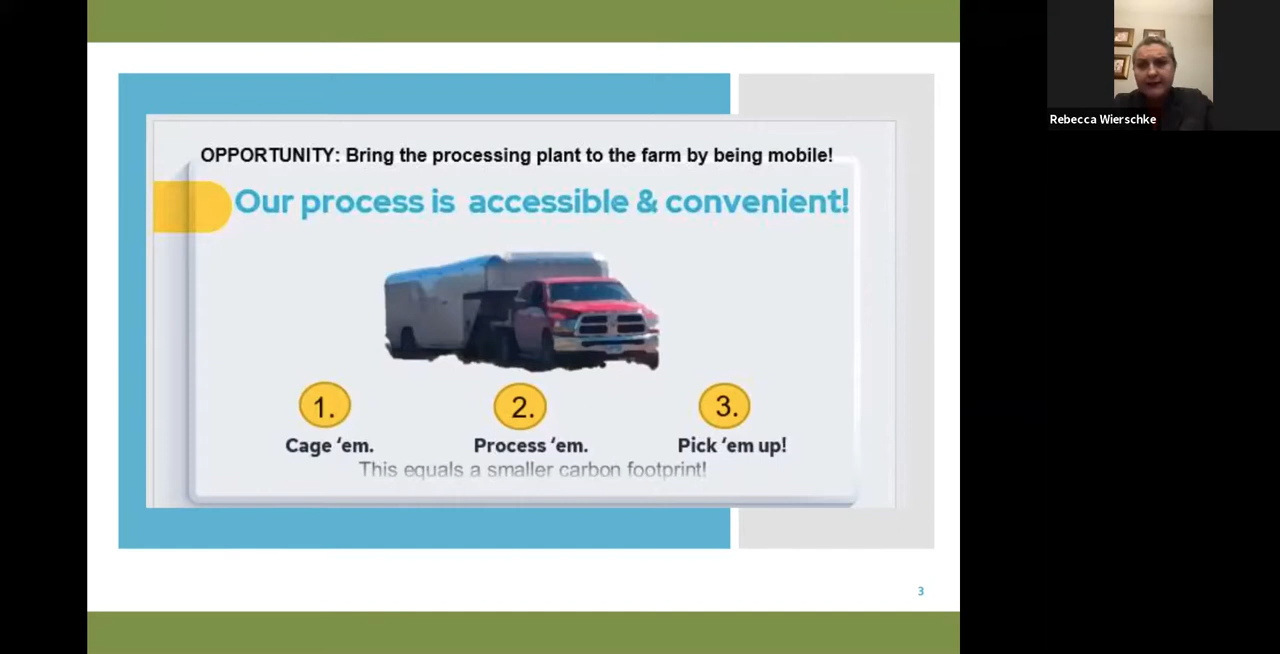 OPPORTUNITY: Bring the processing plant to the farm by being mobile!
Our process is accessible & convenient!
1.
2.
3.
Cage ‘em.
Process ‘em.
Pick ‘em up!
This equals a smaller carbon footprint!
3
Rebecca Wierschke